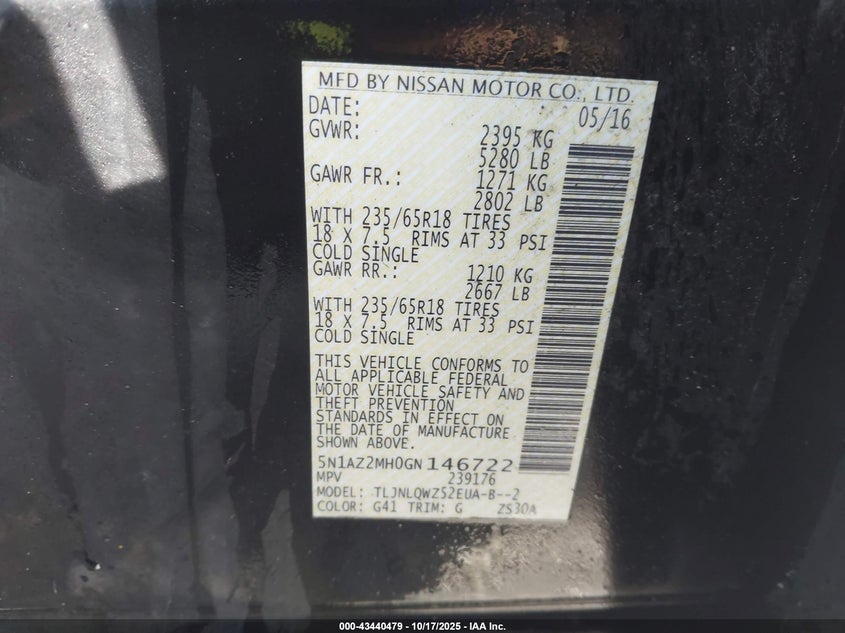 MFD BY NISSAN MOTOR CO., LTD.
DATE: 05/16
GVWR: 2395 KG
5280 LB
GAWR FR.: 1271 KG
2802 LB
WITH 235/65R18 TIRES
18 X 7.5 RIMS AT 33 PSI
COLD SINGLE
GAWR RR.: 1210 KG
2667 LB
WITH 235/65R18 TIRES
18 X 7.5 RIMS AT 33 PSI
COLD SINGLE
THIS VEHICLE CONFORMS TO
ALL APPLICABLE FEDERAL
MOTOR VEHICLE SAFETY AND
THEFT PREVENTION
STANDARDS IN EFFECT ON
THE DATE OF MANUFACTURE
SHOWN ABOVE.
5N1AZ2MH0GN146722
MPV 239176
MODEL: TLJNLQWZ52EUA-B--2
COLOR: G41 TRIM: G ZS30A
000-43440479 - 10/17/2025 - IAA Inc.